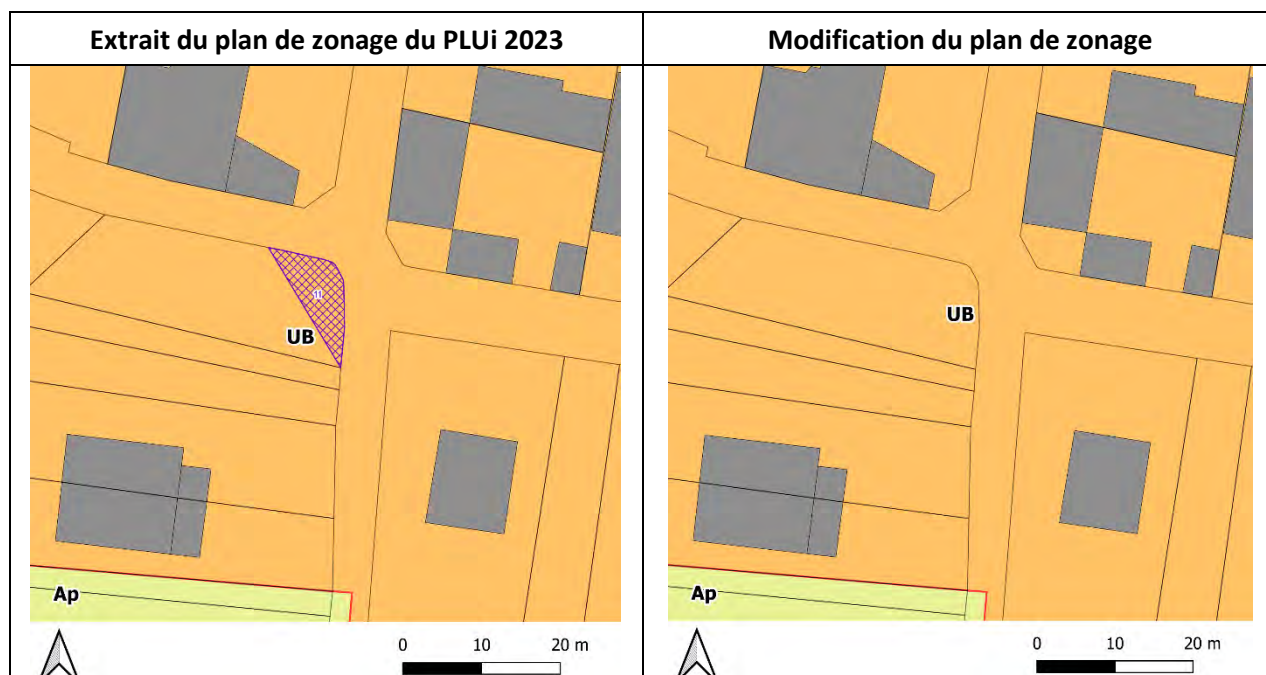 Extrait du plan de zonage du PLUi 2023
Modification du plan de zonage
11
UB
Ap
0 10 20 m
UB
Ap
0 10 20 m